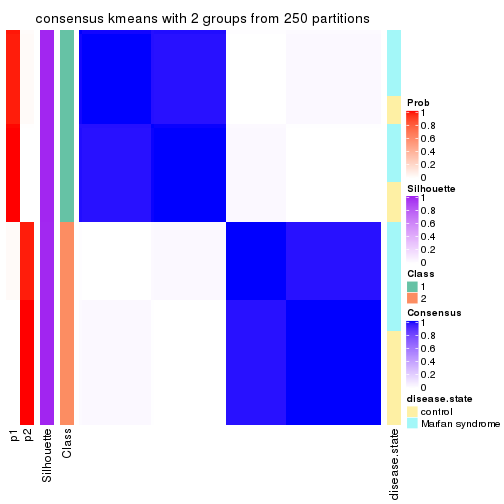 consensus kmeans with 2 groups from 250 partitions
Prob
1
0.8
0.6
0.4
0.2
0
Silhouette
1
0.8
0.6
0.4
0.2
0
Class
1
2
Consensus
1
0.8
0.6
0.4
0.2
0
disease.state
control
Marfan syndrome
p1
p2
Silhouette
Class
disease.state